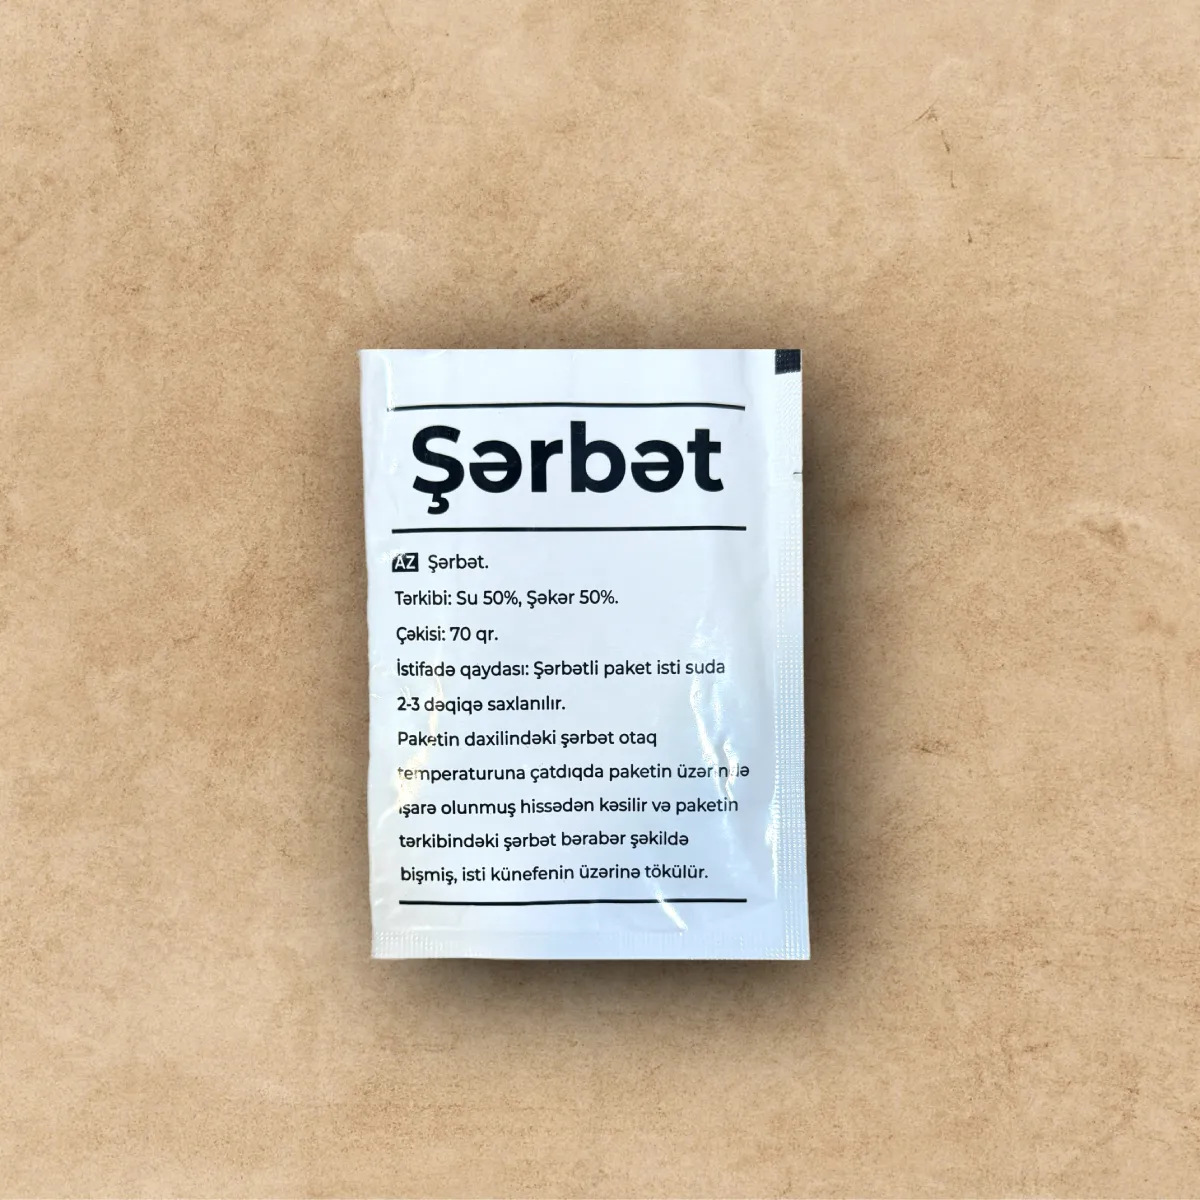 Şərbət
AZ Şərbət.
Tərkibi: Su 50%, Şəkər 50%.
Çəkisi: 70 qr.
İstifadə qaydası: Şərbətli paket isti suda
2-3 dəqiqə saxlanılır.
Paketin daxilindəki şərbət otaq
temperaturuna çatdıqda paketin üzərində
işarə olunmuş hissədən kəsilir və paketin
tərkibindəki şərbət bərabər şəkildə
bişmiş, isti künefenin üzərinə tökülür.